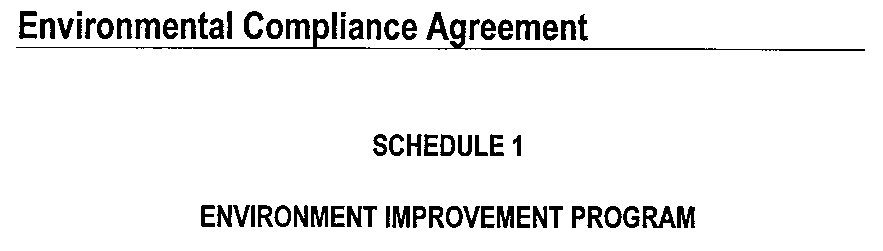 Environmental Compliance Agreement
SCHEDULE 1
ENVIRONMENT IMPROVEMENT PROGRAM